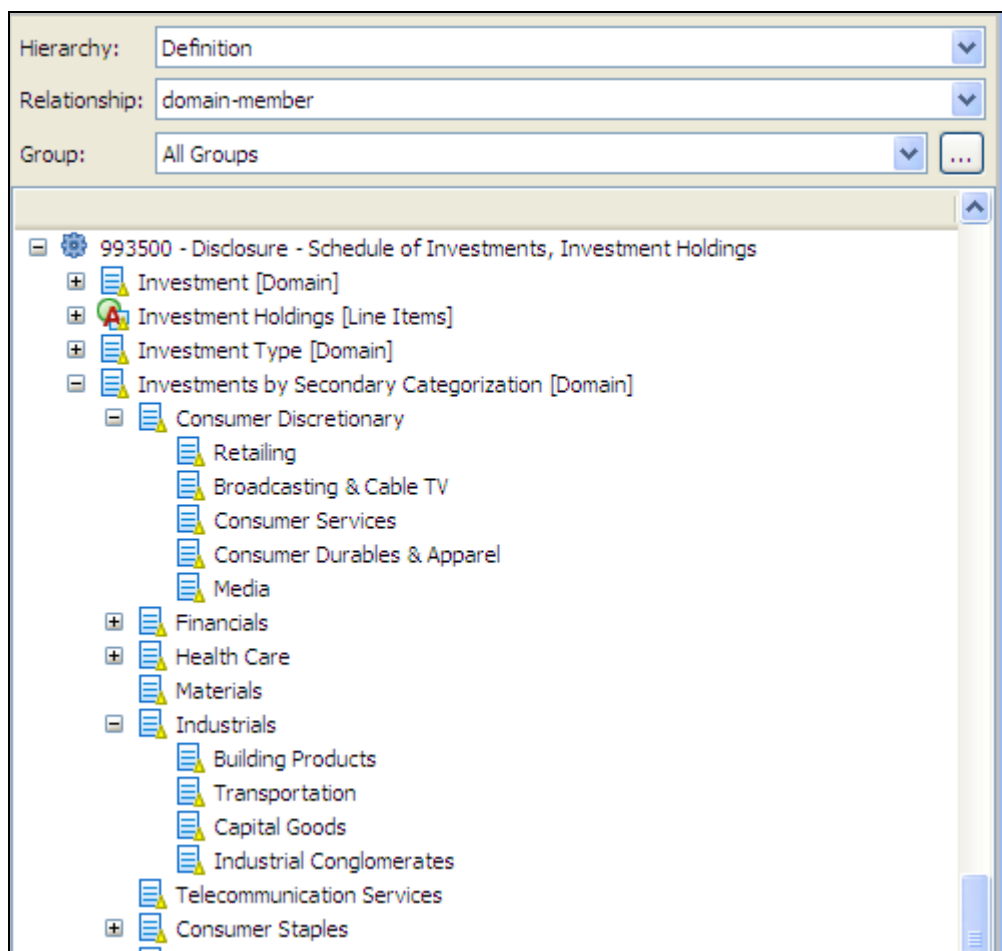 Hierarchy: Definition
Relationship: domain-member
Group: All Groups ...
993500 - Disclosure - Schedule of Investments, Investment Holdings
Investment [Domain]
Investment Holdings [Line Items]
Investment Type [Domain]
Investments by Secondary Categorization [Domain]
Consumer Discretionary
Retailing
Broadcasting & Cable TV
Consumer Services
Consumer Durables & Apparel
Media
Financials
Health Care
Materials
Industrials
Building Products
Transportation
Capital Goods
Industrial Conglomerates
Telecommunication Services
Consumer Staples